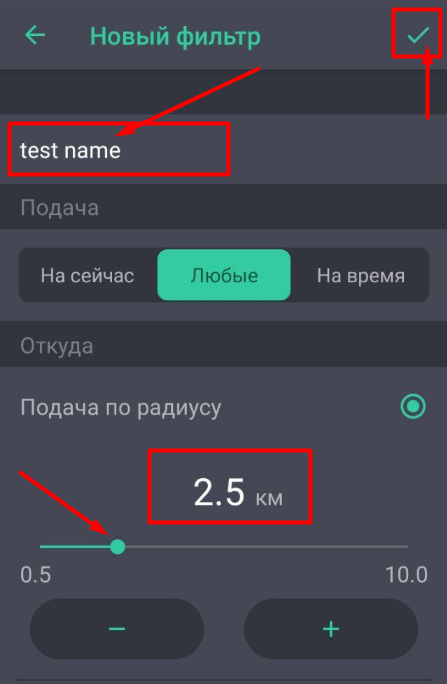 Новый фильтр
test name
Подача
На сейчас Любые На время
Откуда
Подача по радиусу
2.5 км
0.5 10.0
− +